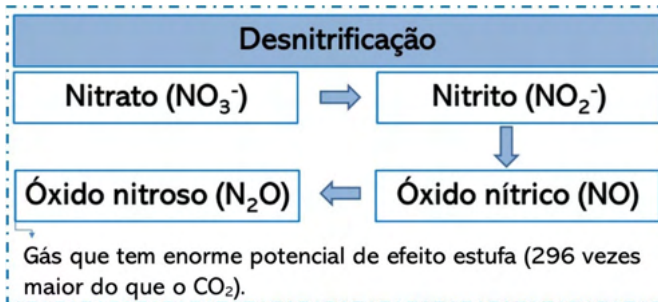 Desnitrificação
Nitrato (NO₃⁻)
Nitrito (NO₂⁻)
Óxido nitroso (N₂O)
Óxido nítrico (NO)
Gás que tem enorme potencial de efeito estufa (296 vezes
maior do que o CO₂).